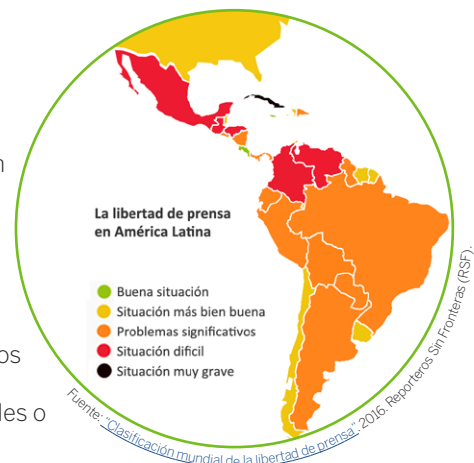 n
La libertad de prensa
en América Latina
Buena situación
Situación más bien buena
Problemas significativos
Situación dificil
Situación muy grave
os
les o
Fuente: "Clasificación mundial de la libertad de prensa". 2016. Reporteros Sin Fronteras (RSF).